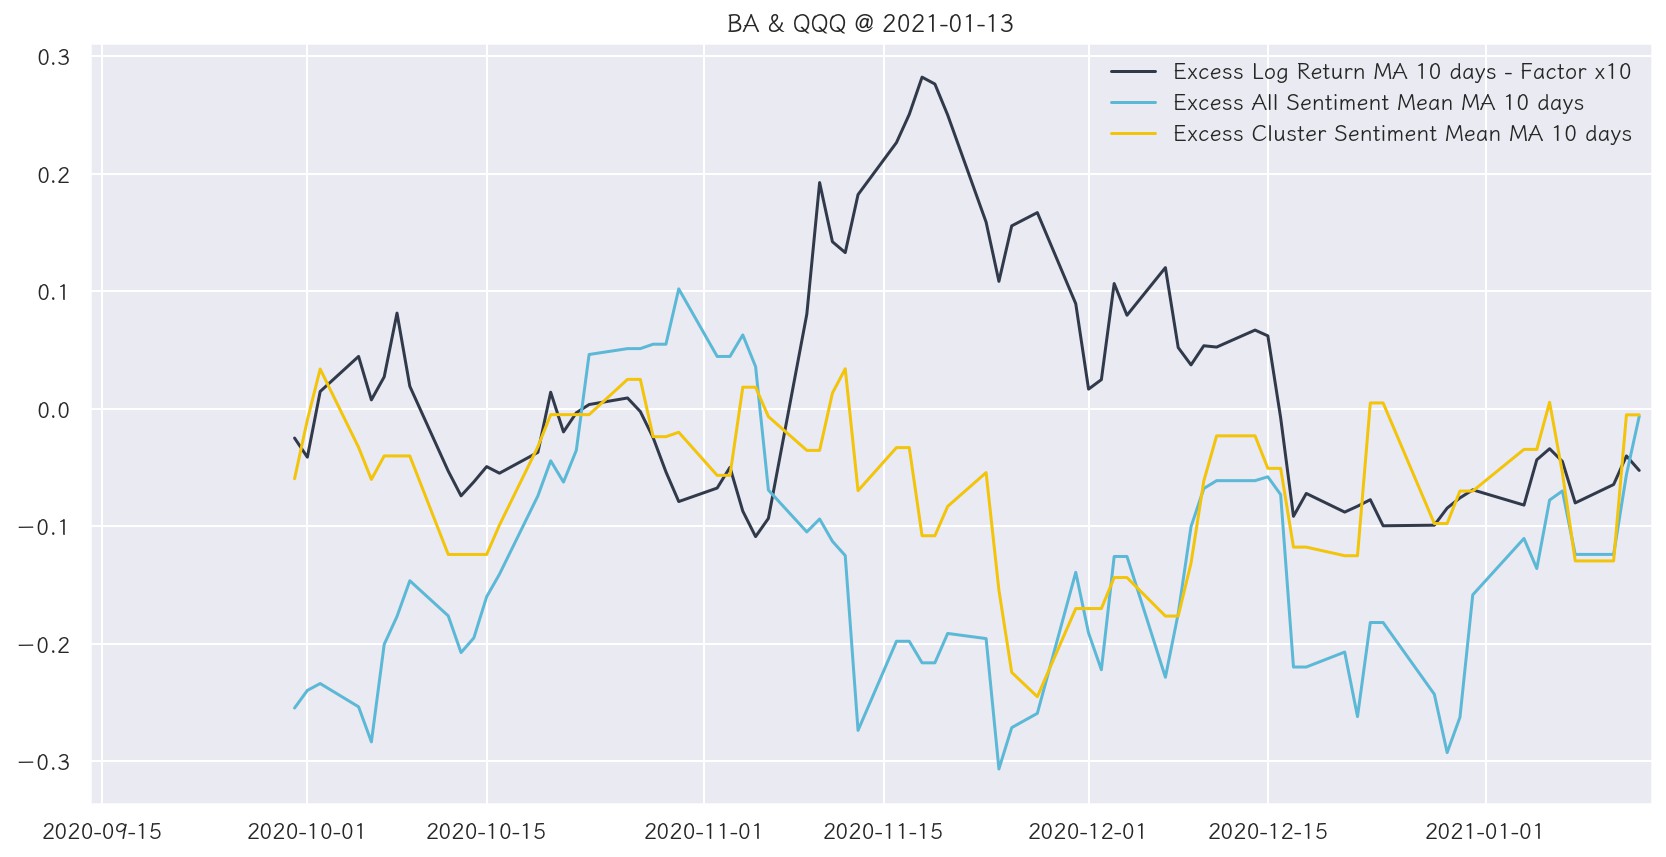 BA & QQQ @ 2021-01-13
Excess Log Return MA 10 days - Factor x10
Excess All Sentiment Mean MA 10 days
Excess Cluster Sentiment Mean MA 10 days
0.3
0.2
0.1
0.0
−0.1
−0.2
−0.3
2020-09-15 2020-10-01 2020-10-15 2020-11-01 2020-11-15 2020-12-01 2020-12-15 2021-01-01